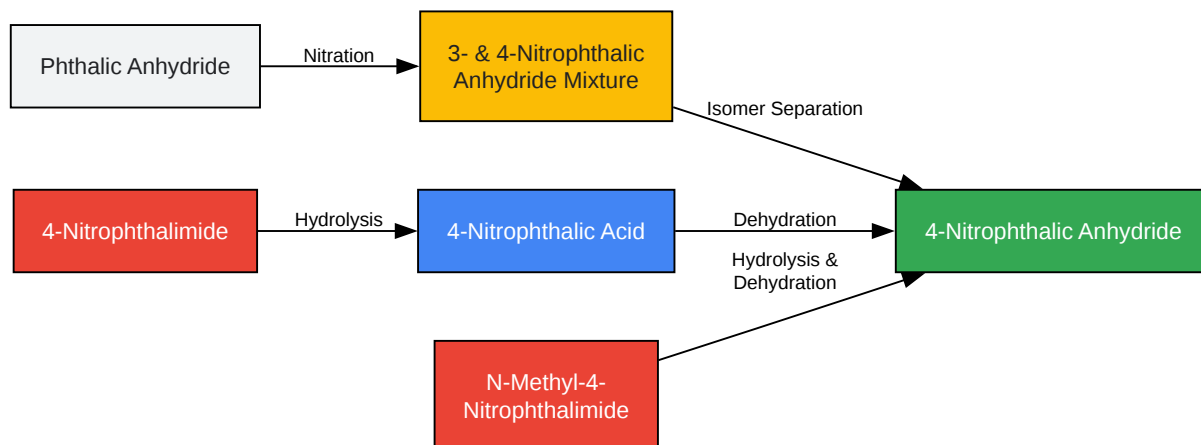 Phthalic Anhydride
Nitration
3- & 4-Nitrophthalic
Anhydride Mixture
Isomer Separation
4-Nitrophthalimide
Hydrolysis
4-Nitrophthalic Acid
Dehydration
4-Nitrophthalic Anhydride
Hydrolysis &
Dehydration
N-Methyl-4-
Nitrophthalimide